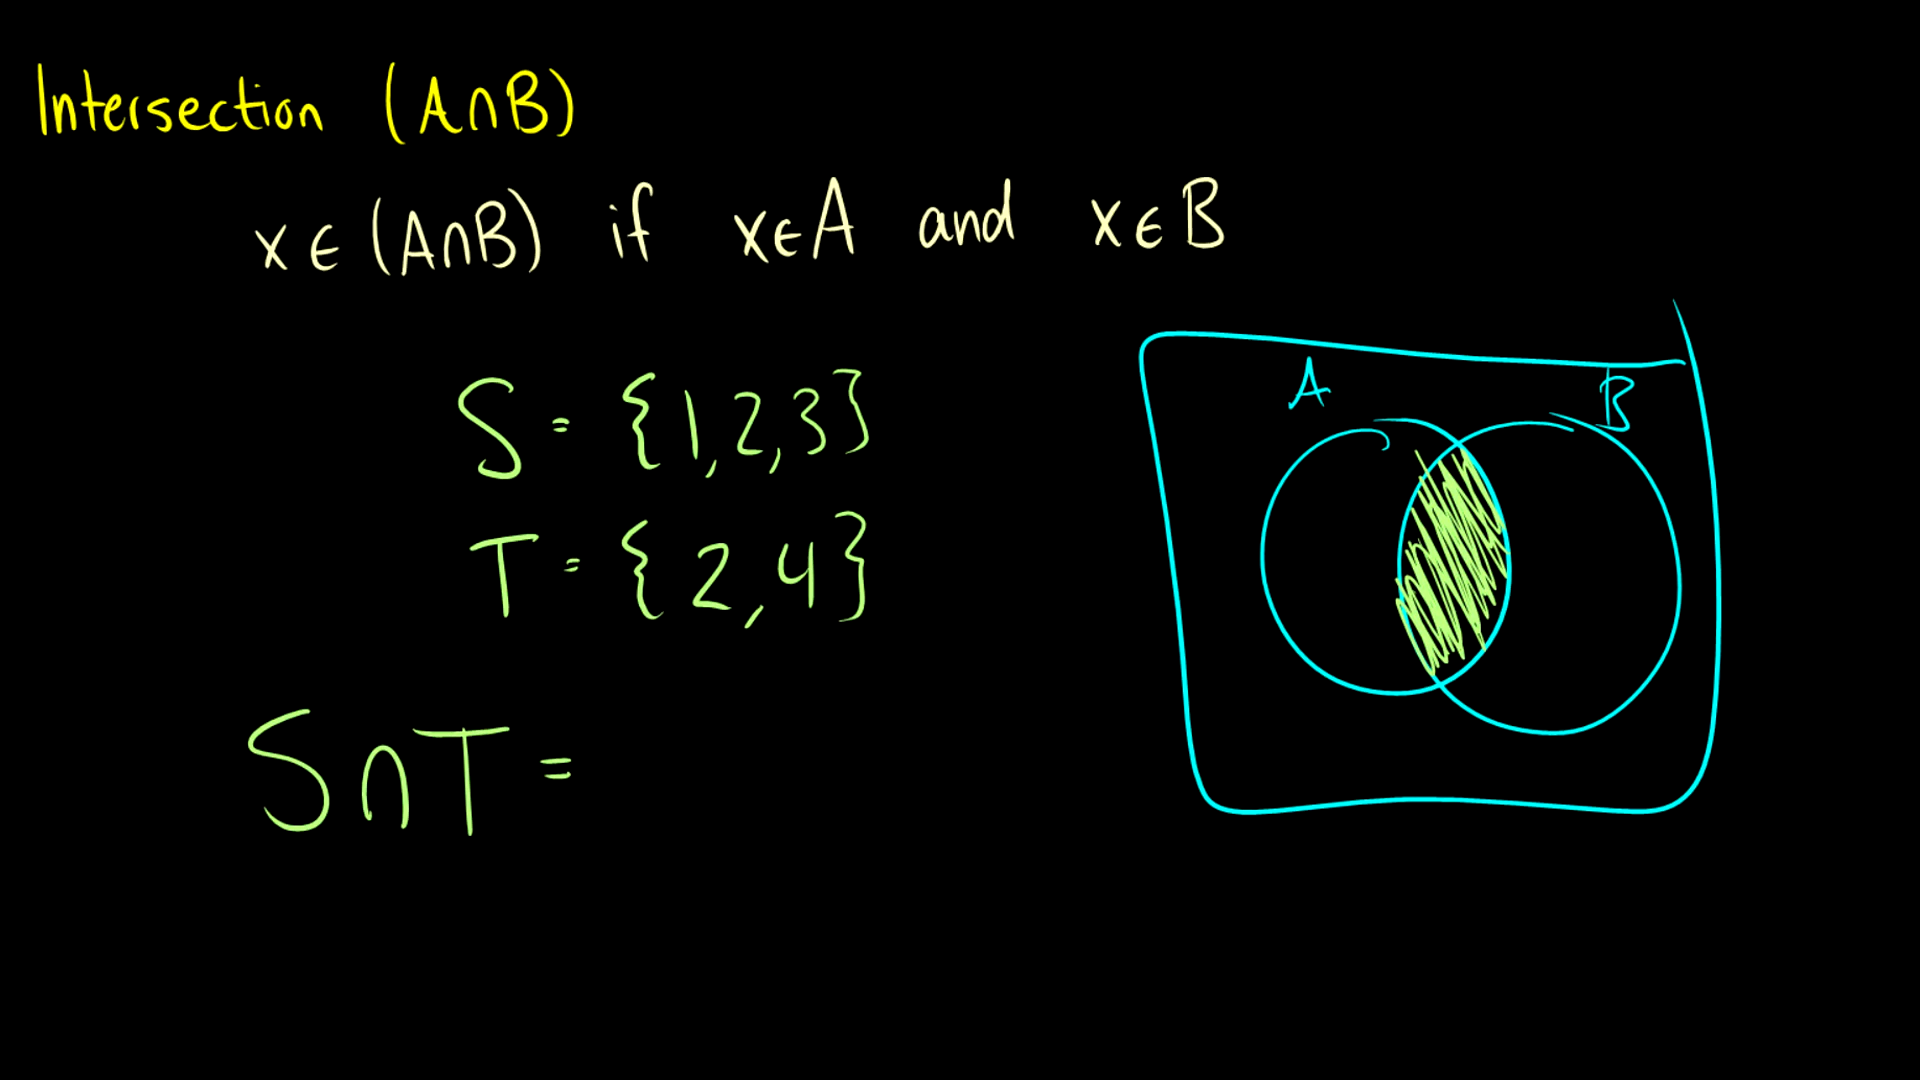 Intersection (A∩B)
x ∈ (A∩B) if x∈A and x∈B
S = {1,2,3}
T = {2,4}
S∩T =
A
B